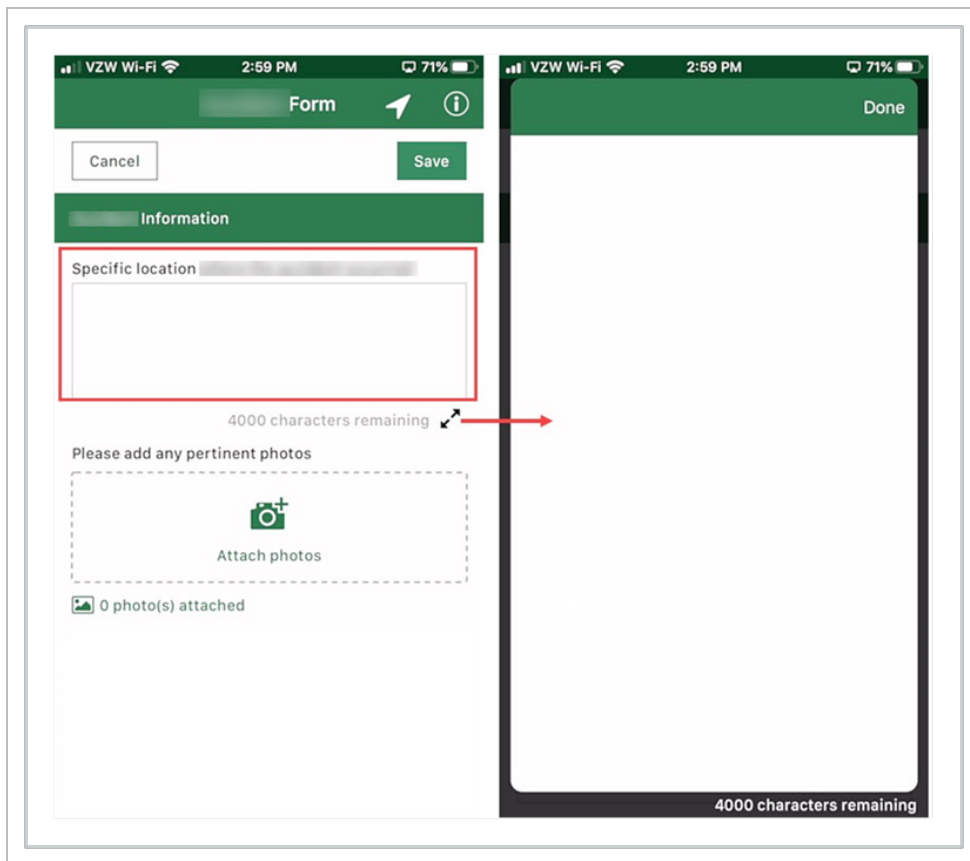 VZW Wi-Fi 2:59 PM 71%
Form
Cancel Save
Information
Specific location
4000 characters remaining
Please add any pertinent photos
Attach photos
0 photo(s) attached
VZW Wi-Fi 2:59 PM 71%
Done
4000 characters remaining